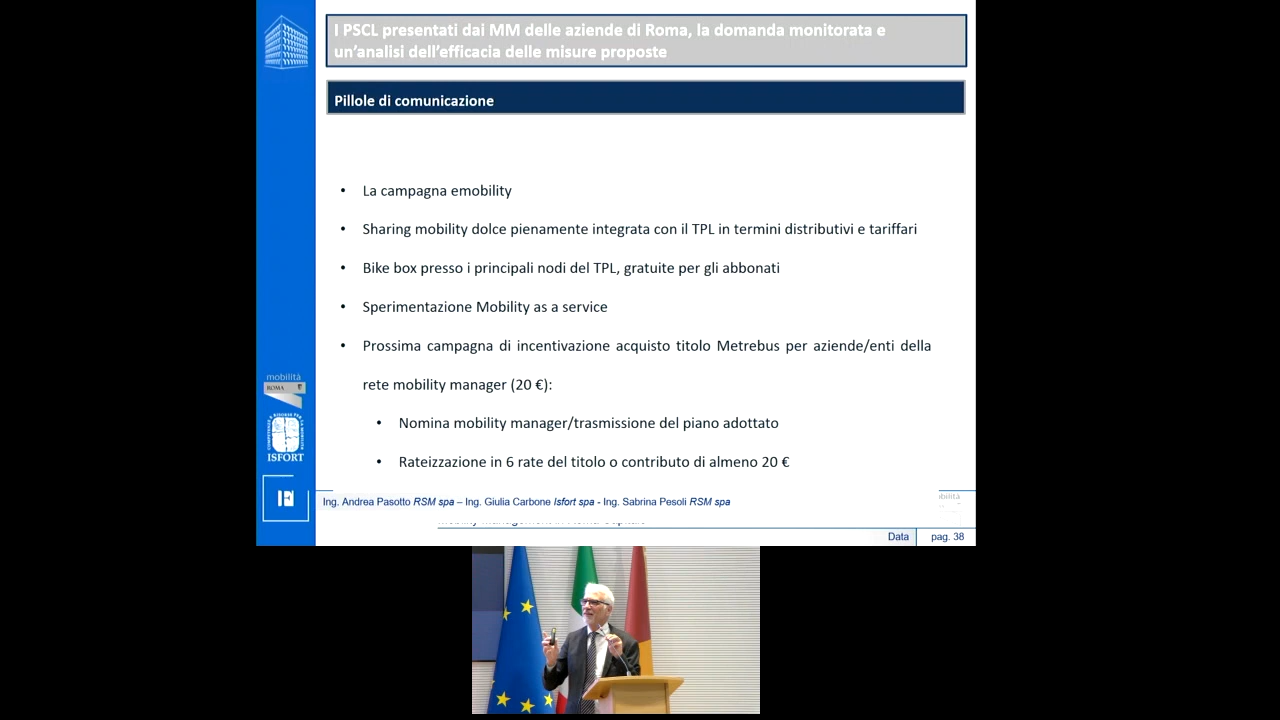 I PSCL presentati dai MM delle aziende di Roma, la domanda monitorata e
un'analisi dell'efficacia delle misure proposte
Pillole di comunicazione
• La campagna emobility
• Sharing mobility dolce pienamente integrata con il TPL in termini distributivi e tariffari
• Bike box presso i principali nodi del TPL, gratuite per gli abbonati
• Sperimentazione Mobility as a service
• Prossima campagna di incentivazione acquisto titolo Metrebus per aziende/enti della
rete mobility manager (20 €):
• Nomina mobility manager/trasmissione del piano adottato
• Rateizzazione in 6 rate del titolo o contributo di almeno 20 €
mobilità
ROMA
ISFORT
Ing. Andrea Pasotto RSM spa – Ing. Giulia Carbone Isfort spa - Ing. Sabrina Pesoli RSM spa
Data
pag. 38